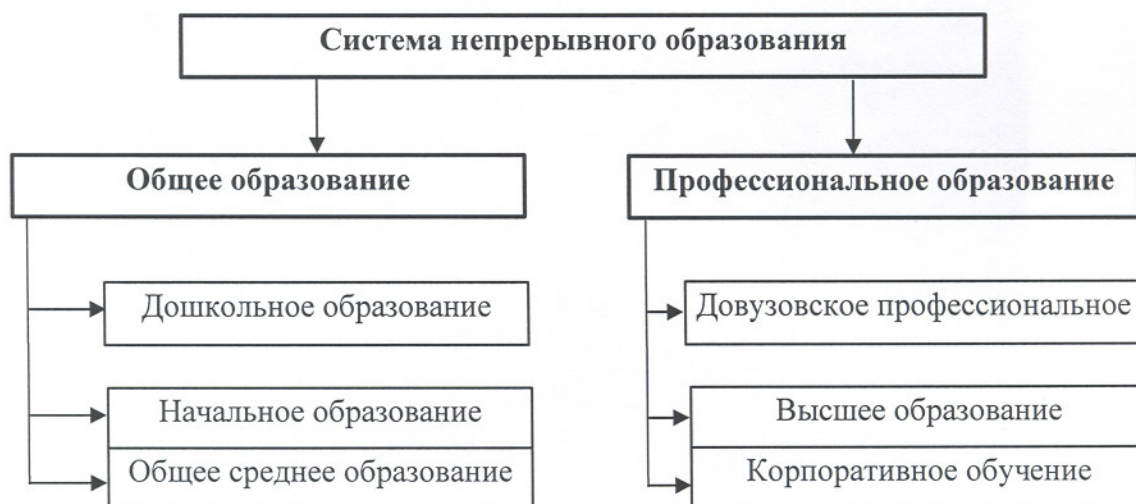 Система непрерывного образования
Общее образование
Профессиональное образование
Дошкольное образование
Довузовское профессиональное
Начальное образование
Высшее образование
Общее среднее образование
Корпоративное обучение